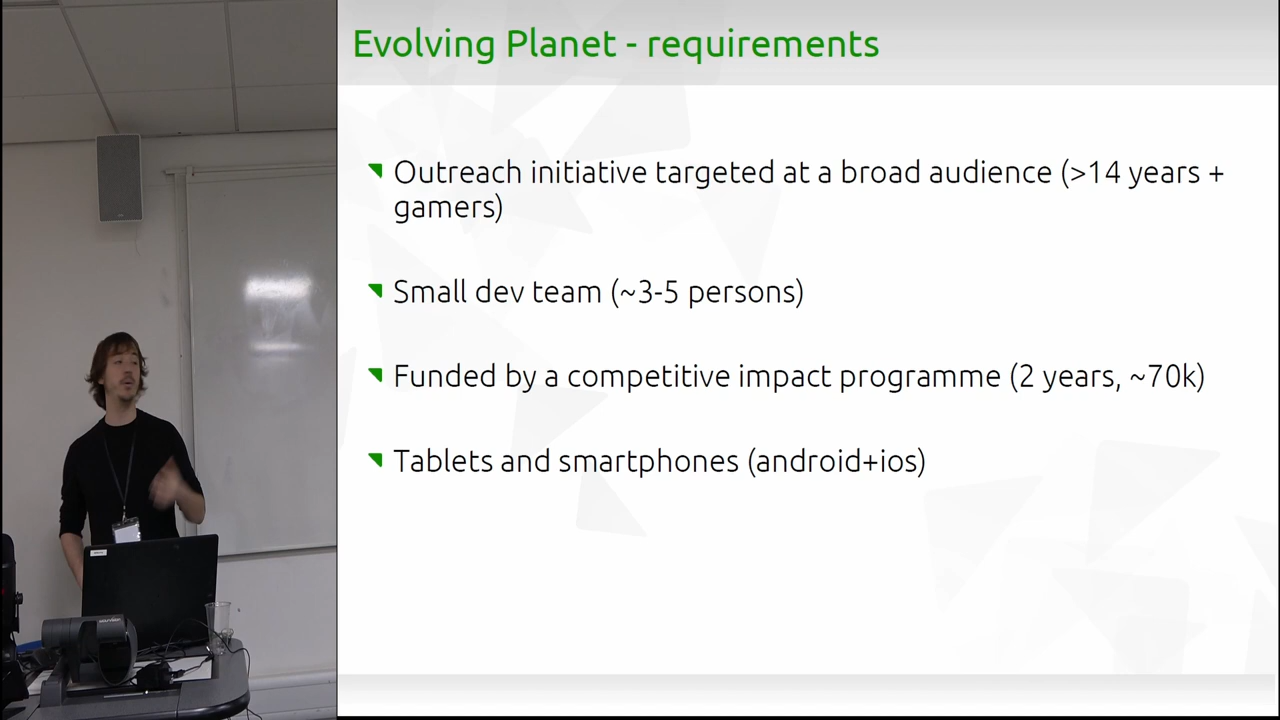 Evolving Planet - requirements
Outreach initiative targeted at a broad audience (>14 years +
gamers)
Small dev team (~3-5 persons)
Funded by a competitive impact programme (2 years, ~70k)
Tablets and smartphones (android+ios)